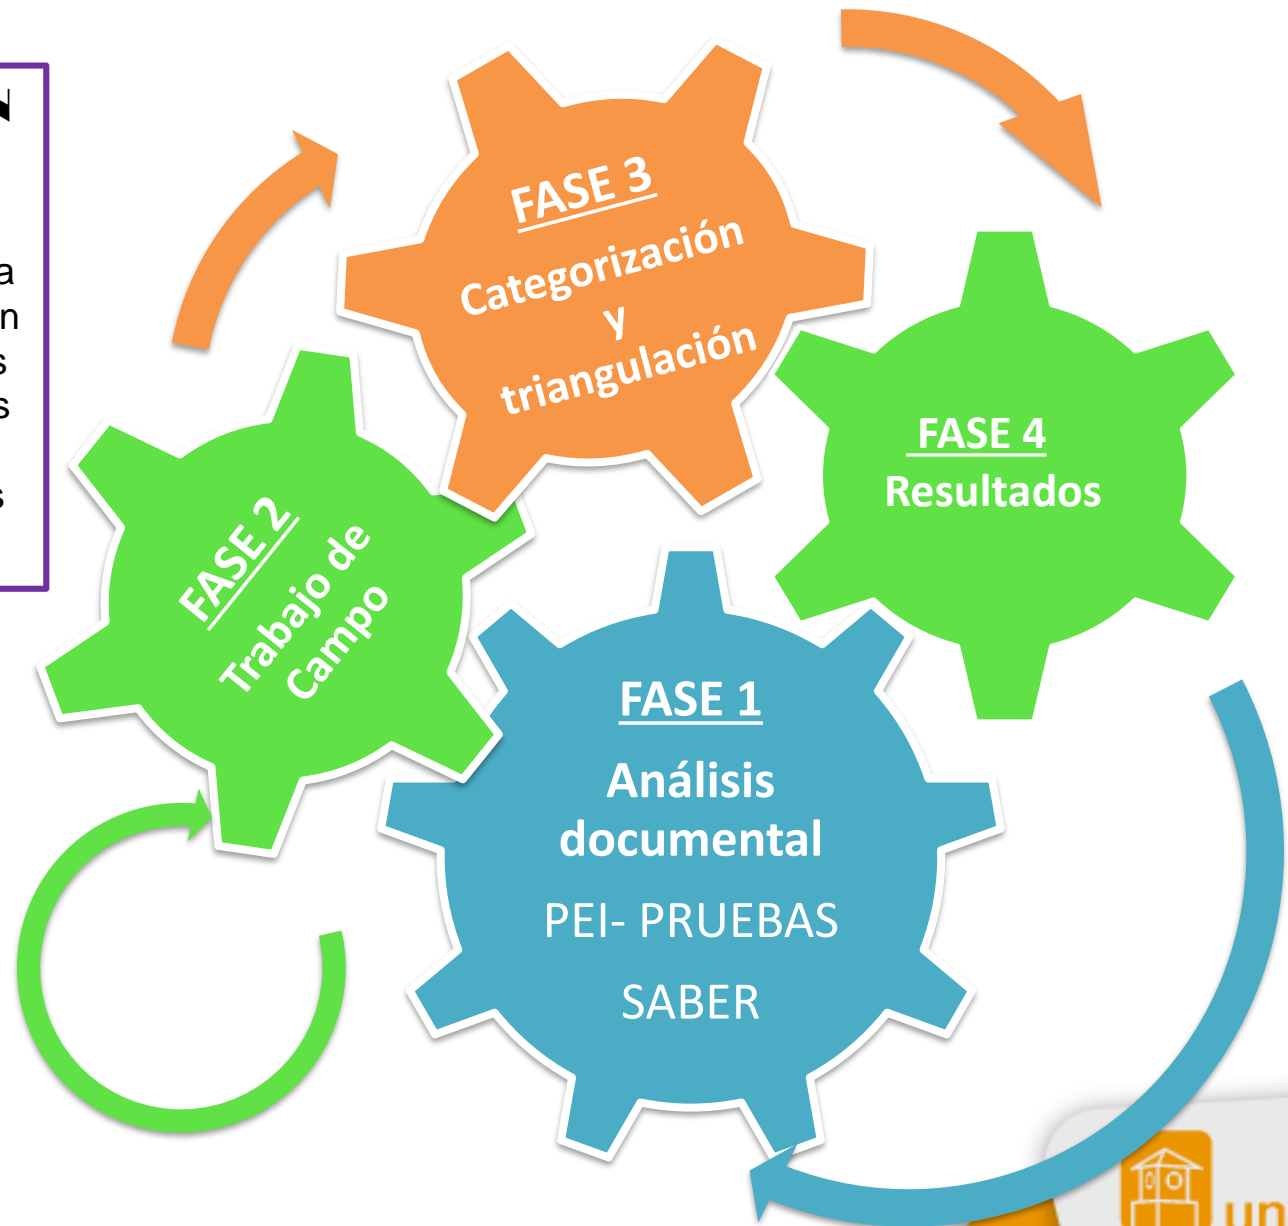 FASE 3
Categorización
y
triangulación
FASE 4
Resultados
FASE 2
Trabajo de
Campo
FASE 1
Análisis
documental
PEI- PRUEBAS
SABER